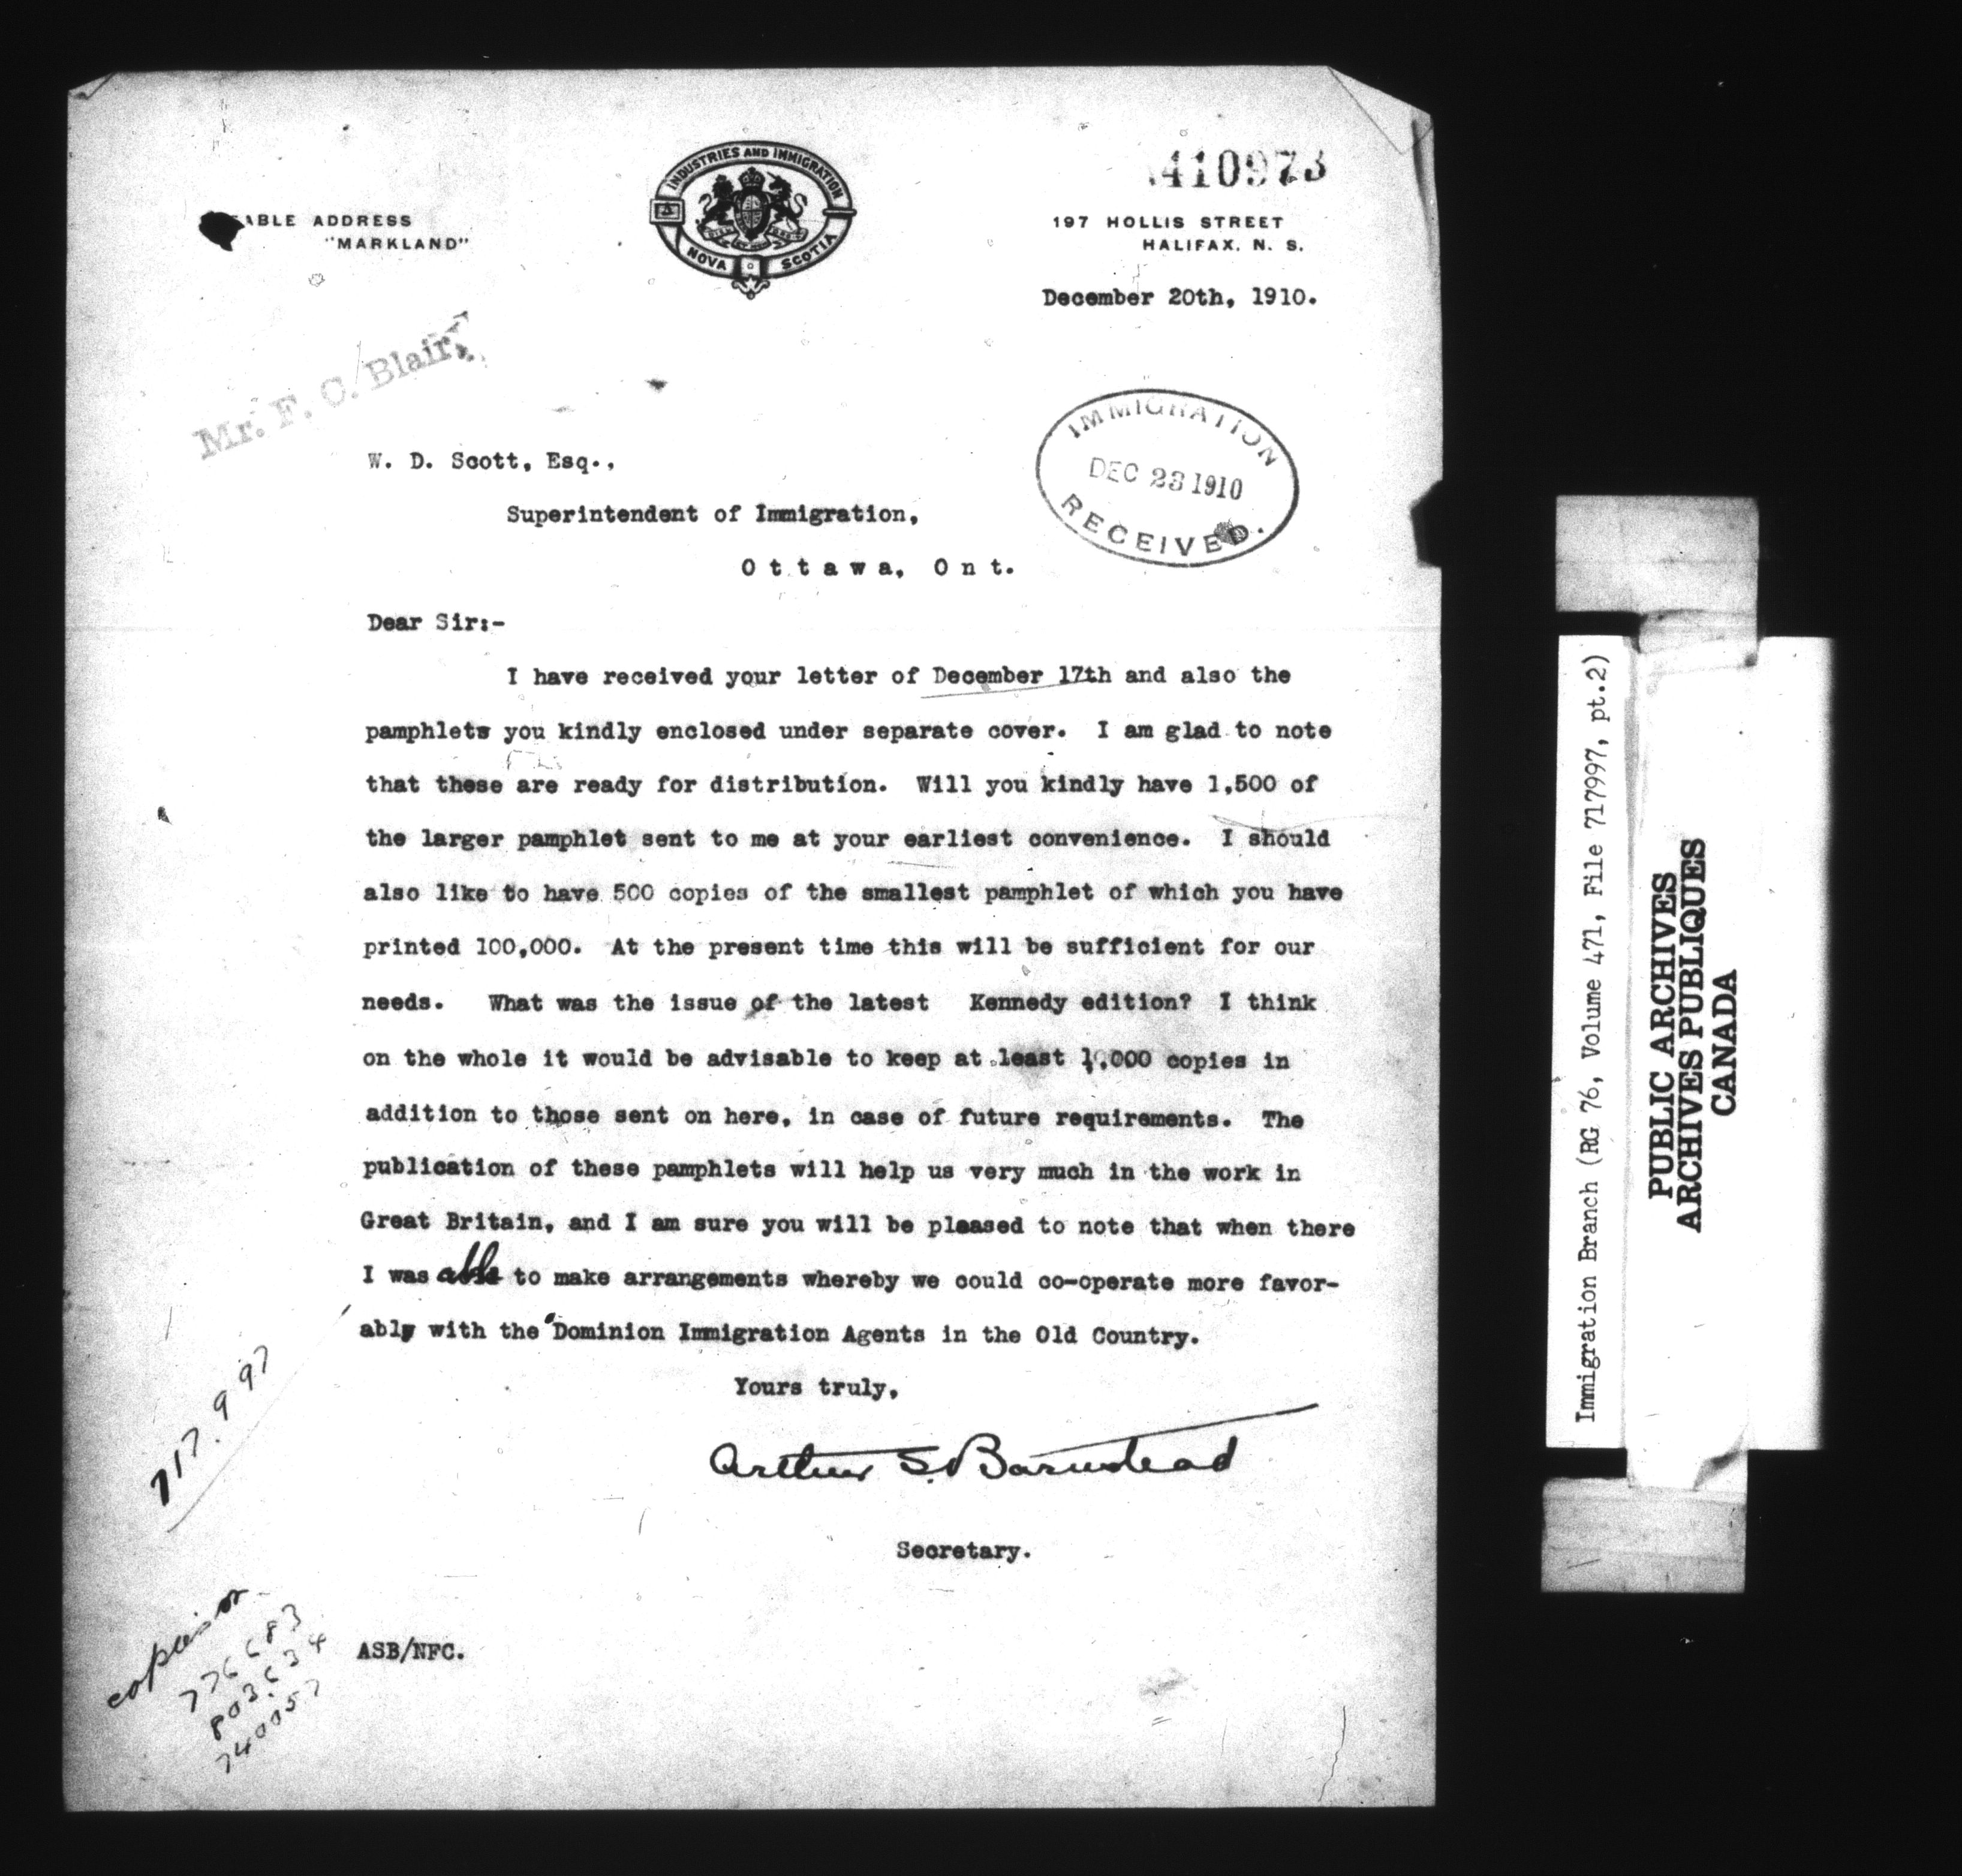 410973
CABLE ADDRESS
"MARKLAND"
INDUSTRIES AND IMMIGRATION
NOVA SCOTIA
197 HOLLIS STREET
HALIFAX. N. S.
December 20th, 1910.
Mr. F. C. Blair,
IMMIGRATION
DEC 23 1910
RECEIVED.
W. D. Scott, Esq.,
Superintendent of Immigration,
Ottawa, Ont.
Dear Sir:-
I have received your letter of December 17th and also the
pamphlets you kindly enclosed under separate cover. I am glad to note
that these are ready for distribution. Will you kindly have 1,500 of
the larger pamphlet sent to me at your earliest convenience. I should
also like to have 500 copies of the smallest pamphlet of which you have
printed 100,000. At the present time this will be sufficient for our
needs. What was the issue of the latest Kennedy edition? I think
on the whole it would be advisable to keep at least 1,000 copies in
addition to those sent on here, in case of future requirements. The
publication of these pamphlets will help us very much in the work in
Great Britain, and I am sure you will be pleased to note that when there
I was able to make arrangements whereby we could co-operate more favor-
ably with the Dominion Immigration Agents in the Old Country.
Yours truly,
Arthur S. Barnstead
Secretary.
717.997
776683
803634
740057
ASB/NFC.
Immigration Branch (RG 76, Volume 471, File 717997, pt.2)
PUBLIC ARCHIVES
ARCHIVES PUBLIQUES
CANADA